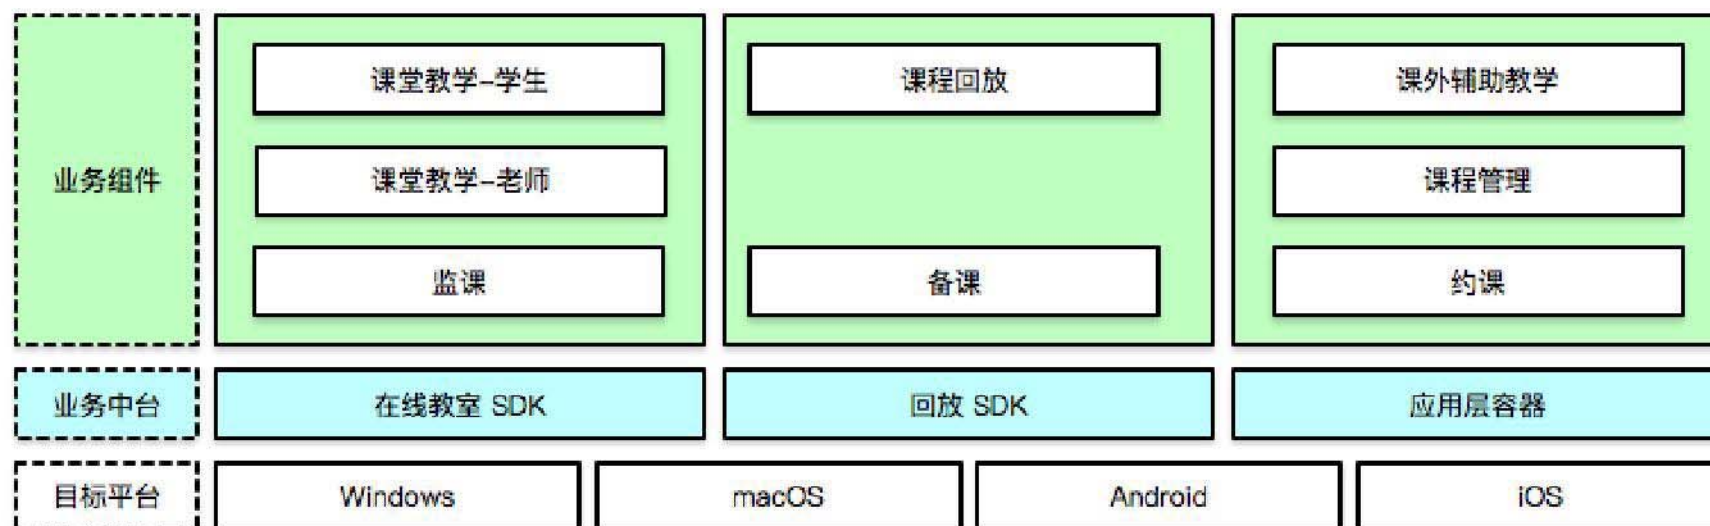 课堂教学-学生
课程回放
课外辅助教学
业务组件
课堂教学-老师
课程管理
监课
备课
约课
业务中台
在线教室 SDK
回放 SDK
应用层容器
目标平台
Windows
macOS
Android
iOS